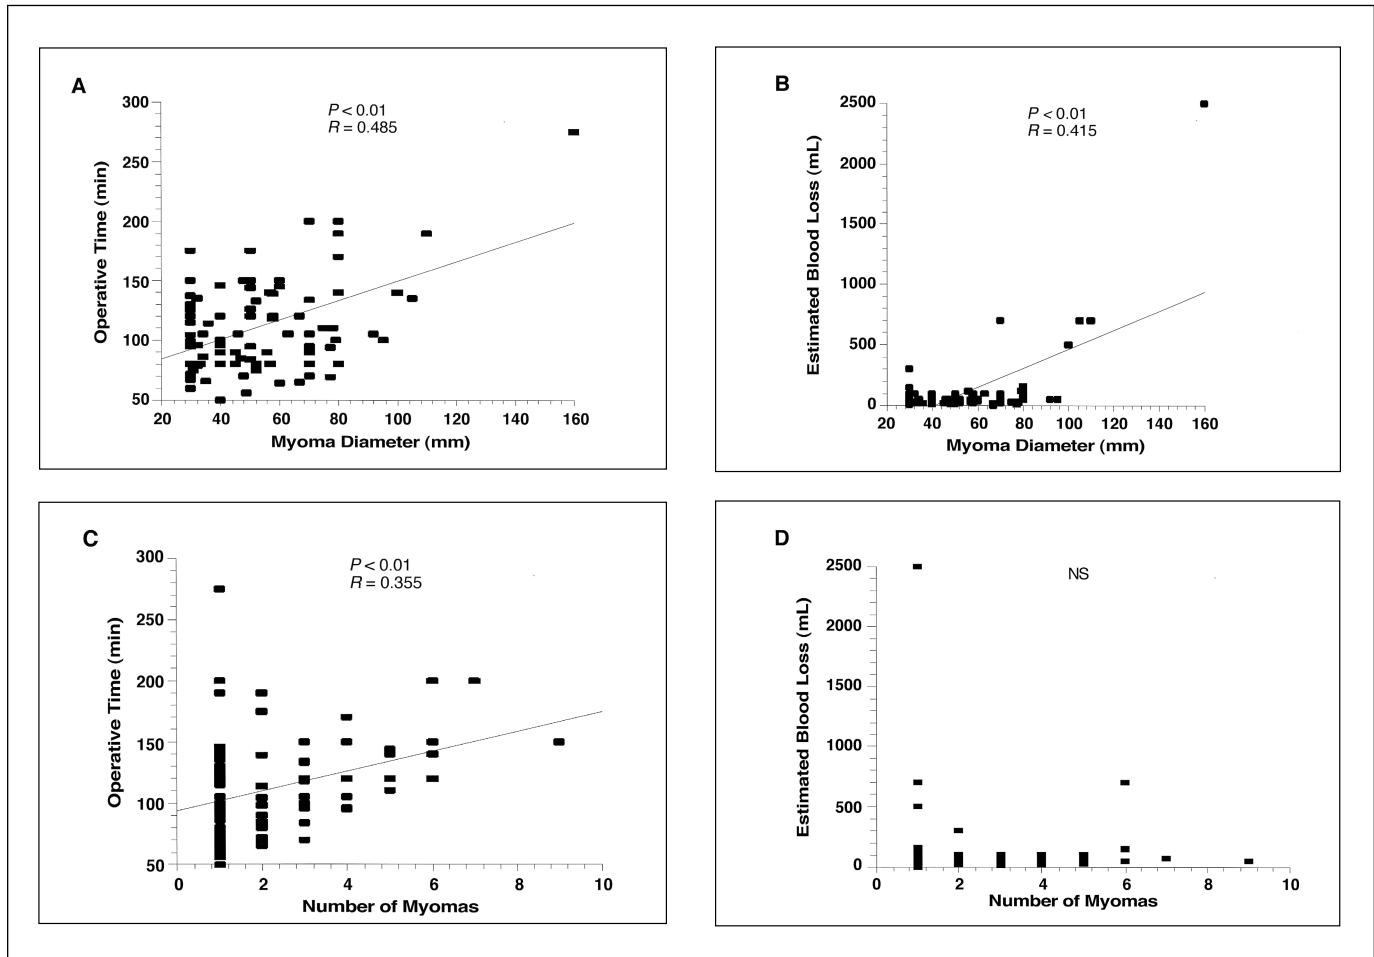 A
P < 0.01
R = 0.485
300
250
200
150
100
50
Operative Time (min)
20 40 60 80 100 120 140 160
Myoma Diameter (mm)
B
P < 0.01
R = 0.415
2500
2000
1500
1000
500
0
Estimated Blood Loss (mL)
20 40 60 80 100 120 140 160
Myoma Diameter (mm)
C
P < 0.01
R = 0.355
300
250
200
150
100
50
Operative Time (min)
0 2 4 6 8 10
Number of Myomas
D
NS
2500
2000
1500
1000
500
0
Estimated Blood Loss (mL)
0 2 4 6 8 10
Number of Myomas